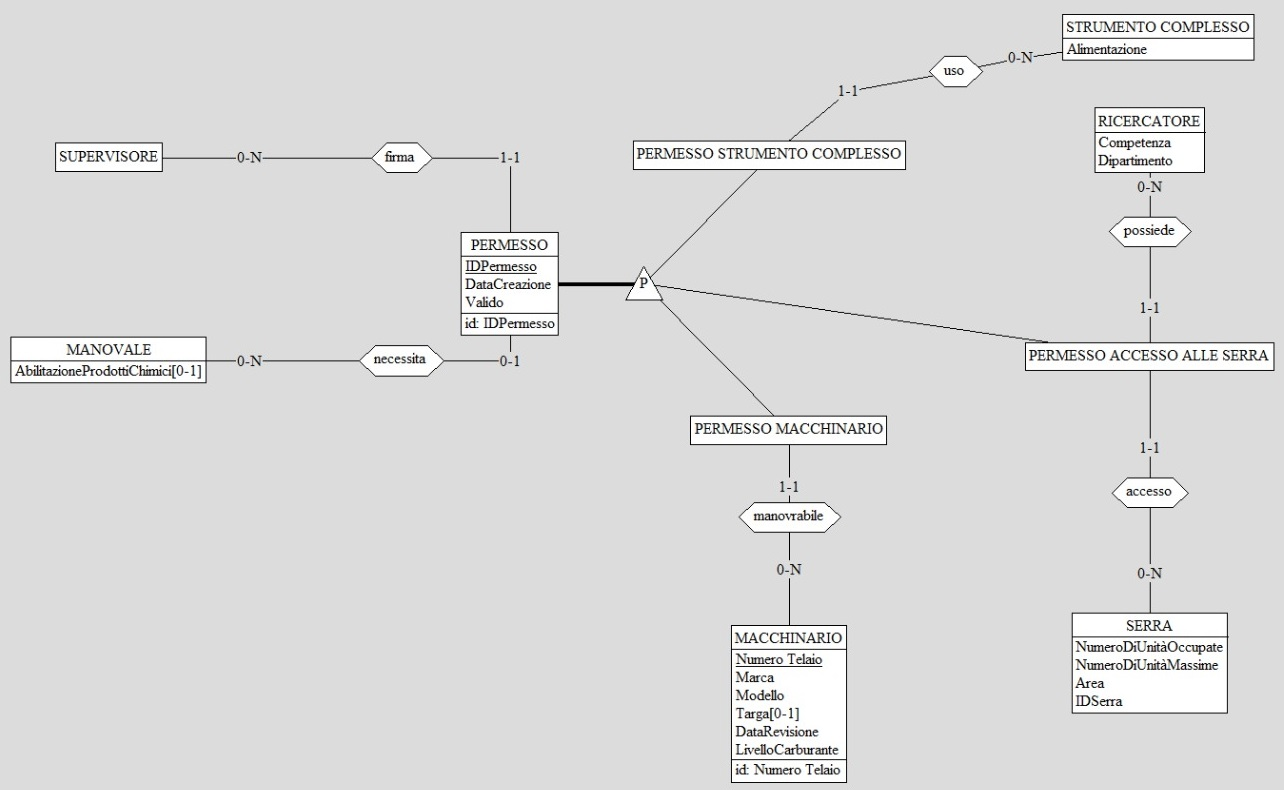 STRUMENTO COMPLESSO
Alimentazione
0-N
uso
1-1
RICERCATORE
Competenza
Dipartimento
0-N
possiede
1-1
SUPERVISORE
0-N
firma
1-1
PERMESSO STRUMENTO COMPLESSO
PERMESSO
IDPermesso
DataCreazione
Valido
id: IDPermesso
P
MANOVALE
AbilitazioneProdottiChimici[0-1]
0-N
necessita
0-1
PERMESSO ACCESSO ALLE SERRA
1-1
accesso
0-N
PERMESSO MACCHINARIO
1-1
manovrabile
0-N
MACCHINARIO
Numero Telaio
Marca
Modello
Targa[0-1]
DataRevisione
LivelloCarburante
id: Numero Telaio
SERRA
NumeroDiUnitàOccupate
NumeroDiUnitàMassime
Area
IDSerra